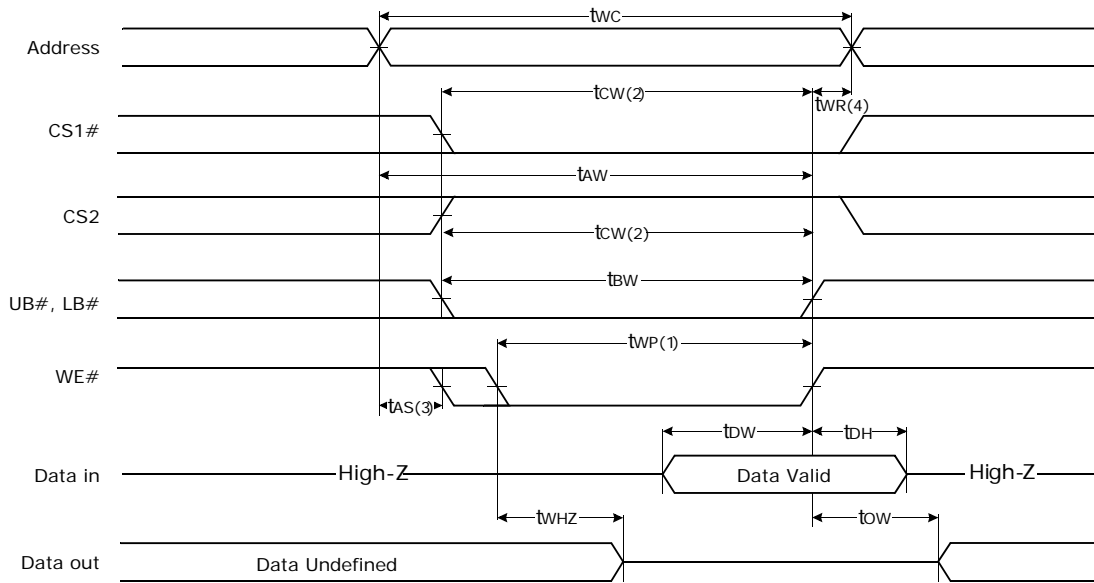 tWC
Address
tCW(2)
tWR(4)
CS1#
tAW
CS2
tCW(2)
tBW
UB#, LB#
tWP(1)
WE#
tAS(3)
tDW
tDH
Data in
High-Z
Data Valid
High-Z
tWHZ
tOW
Data out
Data Undefined